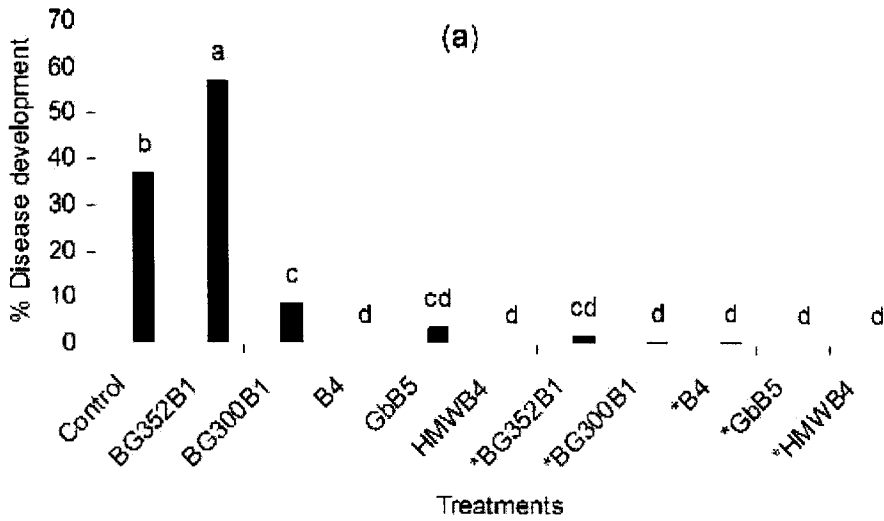 (a)
% Disease development
70
60
50
40
30
20
10
0
b
a
c
d
cd
d
cd
d
d
d
d
Control
BG352B1
BG300B1
B4
GbB5
HMWB4
*BG352B1
*BG300B1
*B4
*GbB5
*HMWB4
Treatments